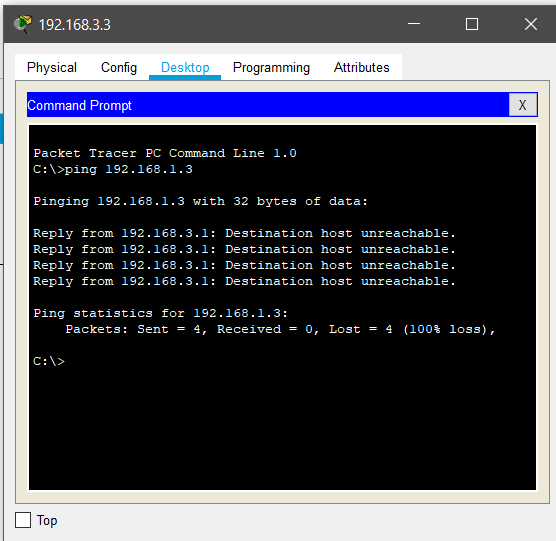 192.168.3.3
Physical Config Desktop Programming Attributes
Command Prompt X
Packet Tracer PC Command Line 1.0
C:\>ping 192.168.1.3
Pinging 192.168.1.3 with 32 bytes of data:
Reply from 192.168.3.1: Destination host unreachable.
Reply from 192.168.3.1: Destination host unreachable.
Reply from 192.168.3.1: Destination host unreachable.
Reply from 192.168.3.1: Destination host unreachable.
Ping statistics for 192.168.1.3:
    Packets: Sent = 4, Received = 0, Lost = 4 (100% loss),
C:\>
Top